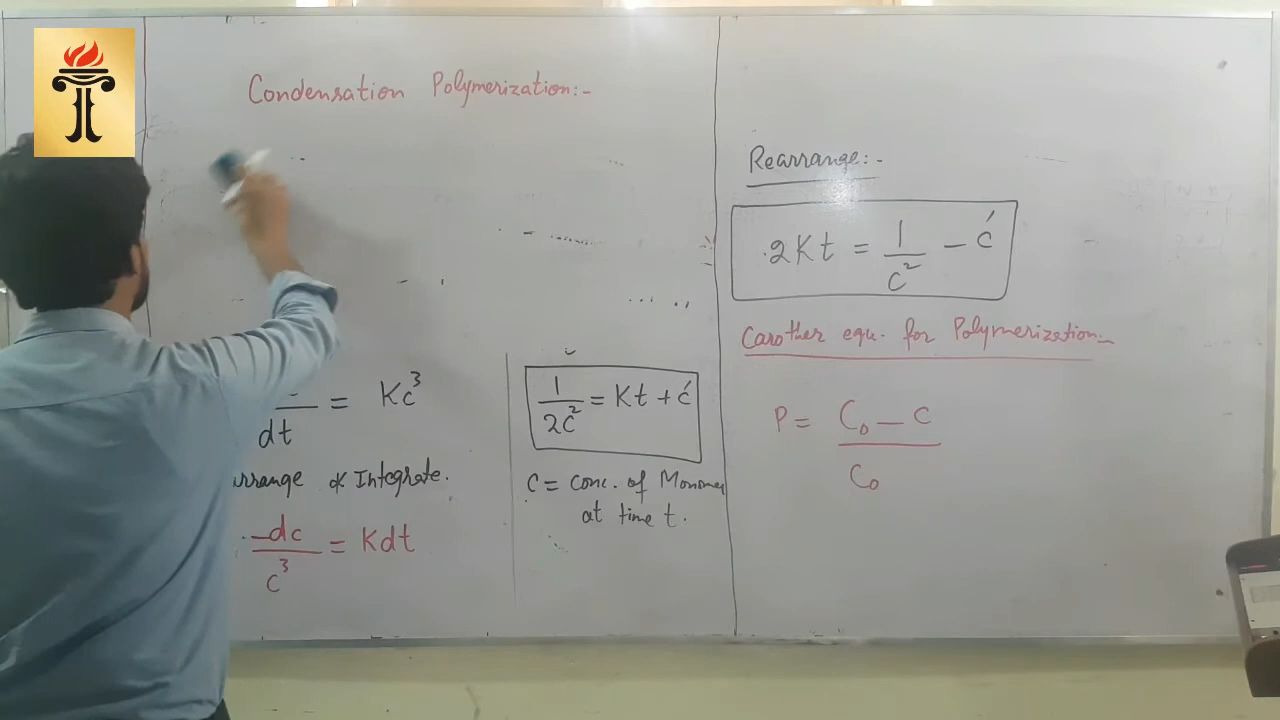 Condensation Polymerization:-
= Kc³
dt
rrange & Integrate.
-dc / c³ = Kdt
1 / 2c² = Kt + ć
C = Conc. of Monomer
at time t.
Rearrange:-
2Kt = 1 / c² - ć
Carother equ. for Polymerization
P = C₀ - C / C₀